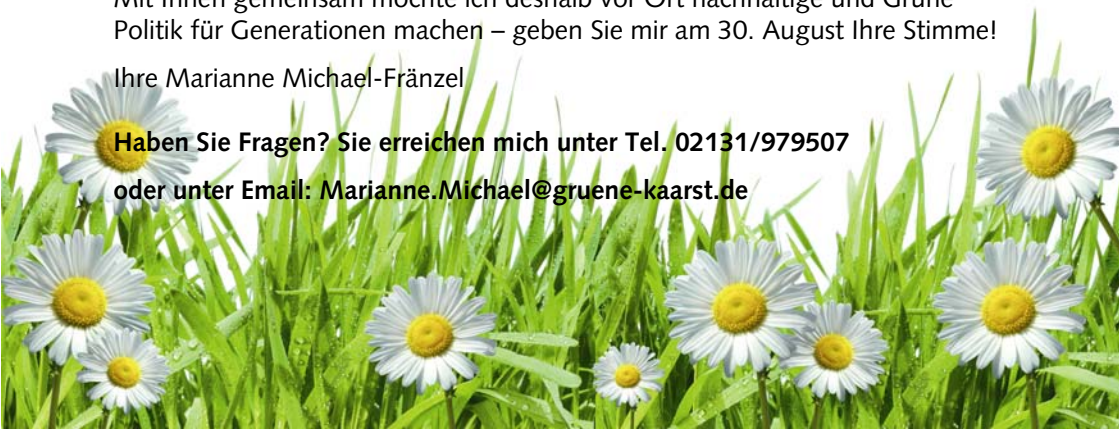 Mit Ihnen gemeinsam möchte ich deshalb vor Ort nachhaltige und Grüne
Politik für Generationen machen – geben Sie mir am 30. August Ihre Stimme!
Ihre Marianne Michael-Fränzel
Haben Sie Fragen? Sie erreichen mich unter Tel. 02131/979507
oder unter Email: Marianne.Michael@gruene-kaarst.de